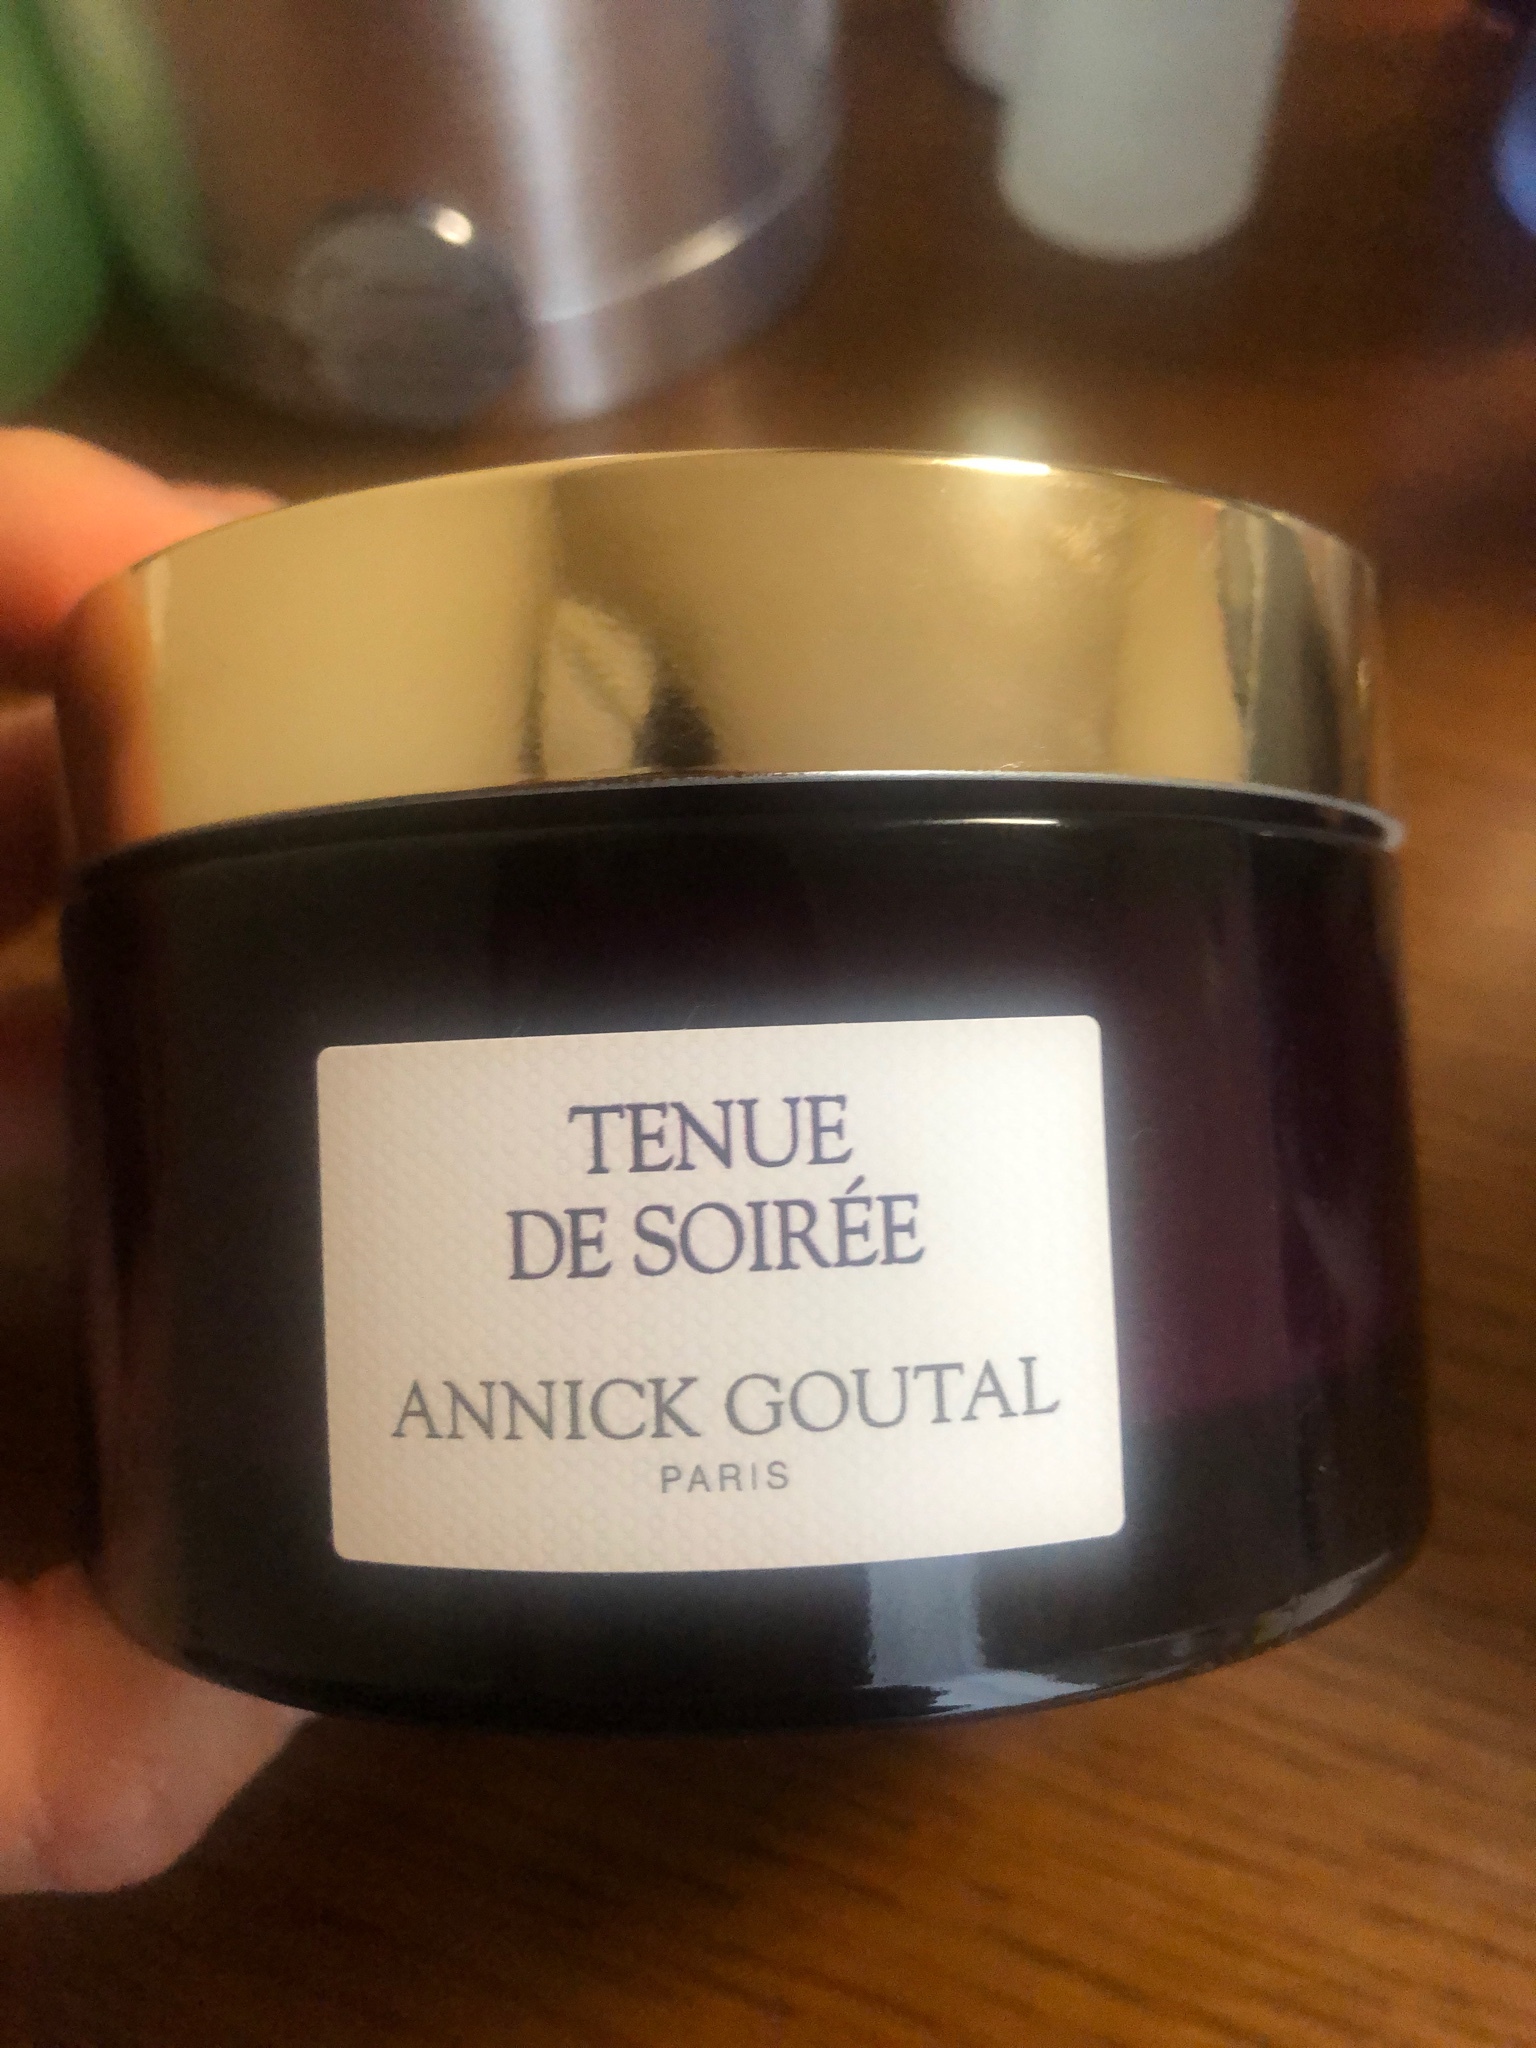 TENUE
DE SOIRÉE
ANNICK GOUTAL
PARIS